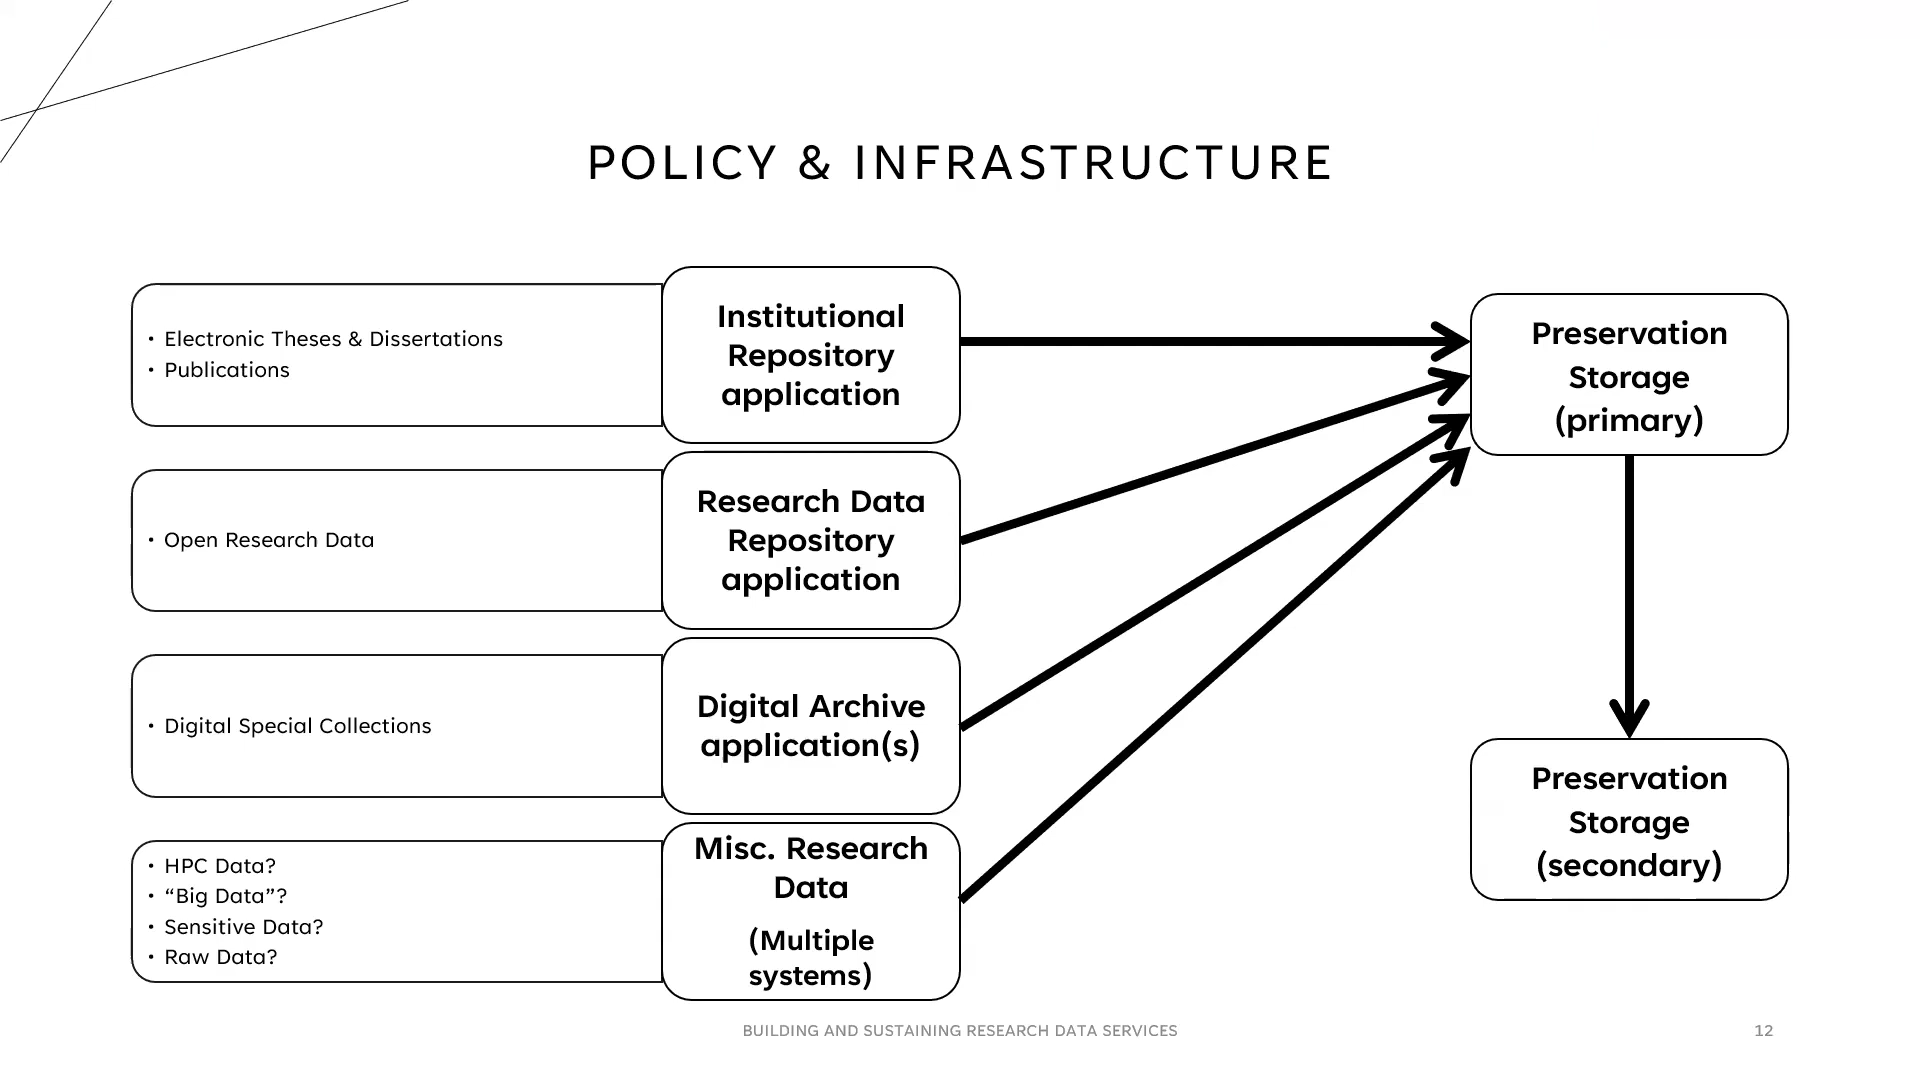 POLICY & INFRASTRUCTURE
• Electronic Theses & Dissertations
• Publications
Institutional
Repository
application
• Open Research Data
Research Data
Repository
application
• Digital Special Collections
Digital Archive
application(s)
• HPC Data?
• “Big Data”?
• Sensitive Data?
• Raw Data?
Misc. Research
Data
(Multiple
systems)
Preservation
Storage
(primary)
Preservation
Storage
(secondary)
BUILDING AND SUSTAINING RESEARCH DATA SERVICES
12